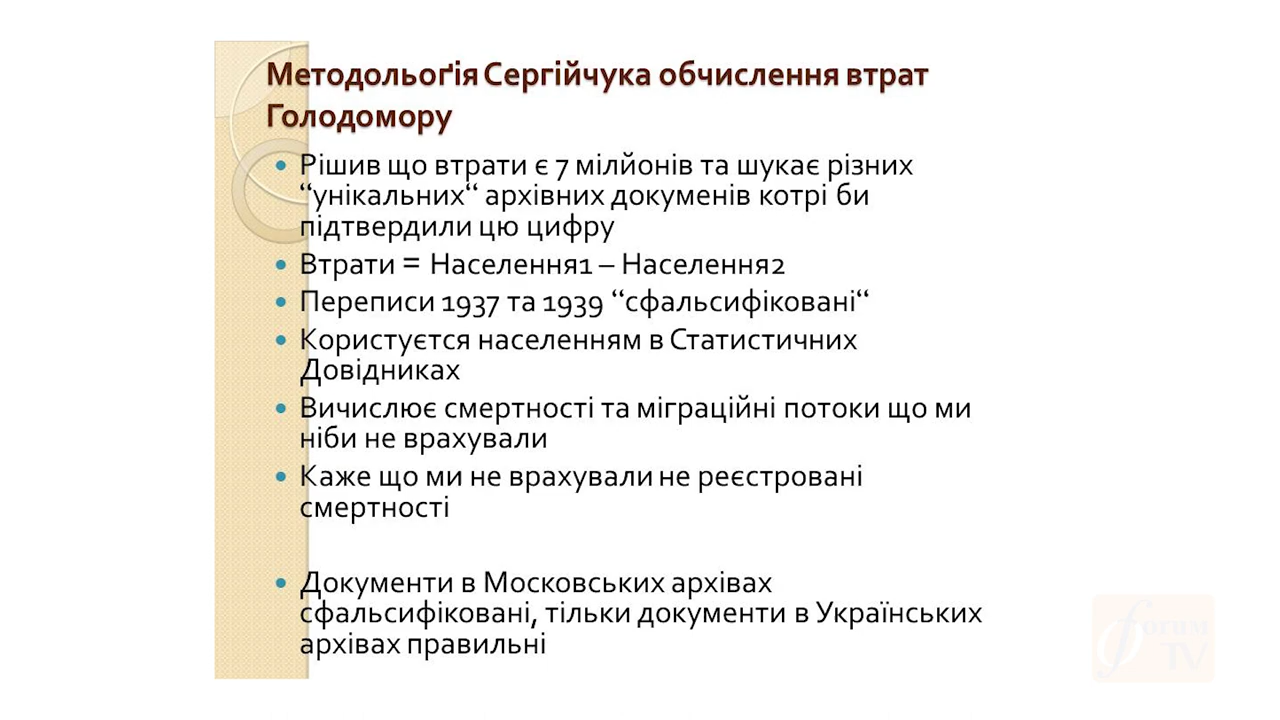 Методольоґія Сергійчука обчислення втрат
Голодомору
• Рішив що втрати є 7 мілйонів та шукає різних
“унікальних“ архівних докуменів котрі би
підтвердили цю цифру
• Втрати = Населення1 – Населення2
• Переписи 1937 та 1939 “сфальсифіковані“
• Користуєтся населенням в Статистичних
Довідниках
• Вичислює смертності та міграційні потоки що ми
ніби не врахували
• Каже що ми не врахували не реєстровані
смертності
• Документи в Московських архівах
сфальсифіковані, тільки документи в Українських
архівах правильні
forum
TV